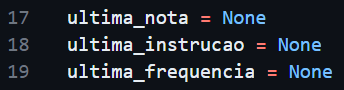 17 ultima_nota = None
18 ultima_instrucao = None
19 ultima_frequencia = None